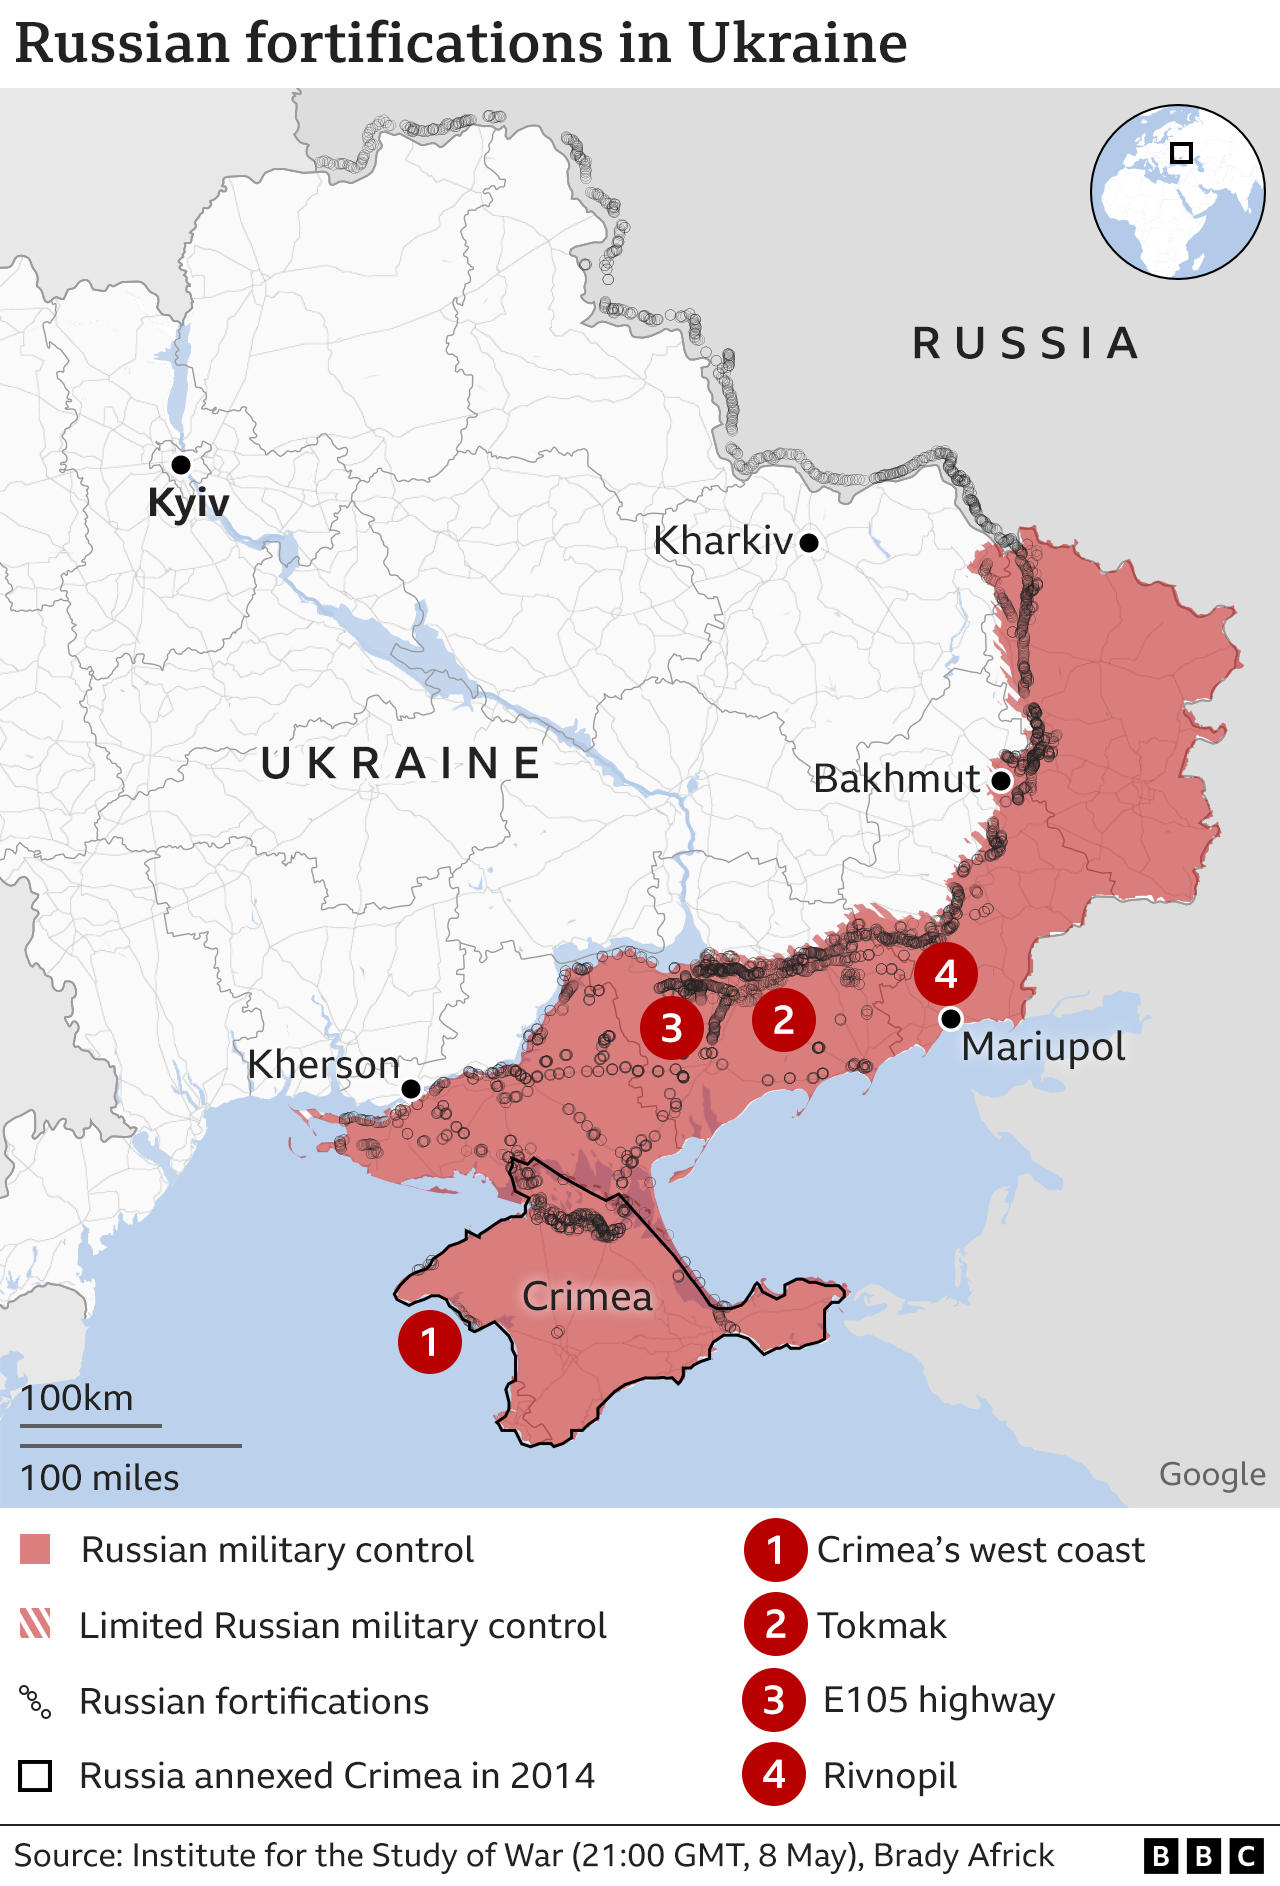 Russian fortifications in Ukraine
RUSSIA
Kyiv
Kharkiv
UKRAINE
Bakhmut
4
3
2
Mariupol
Kherson
Crimea
1
100km
100 miles
Google
Russian military control
Limited Russian military control
Russian fortifications
Russia annexed Crimea in 2014
1 Crimea’s west coast
2 Tokmak
3 E105 highway
4 Rivnopil
Source: Institute for the Study of War (21:00 GMT, 8 May), Brady Africk
BBC